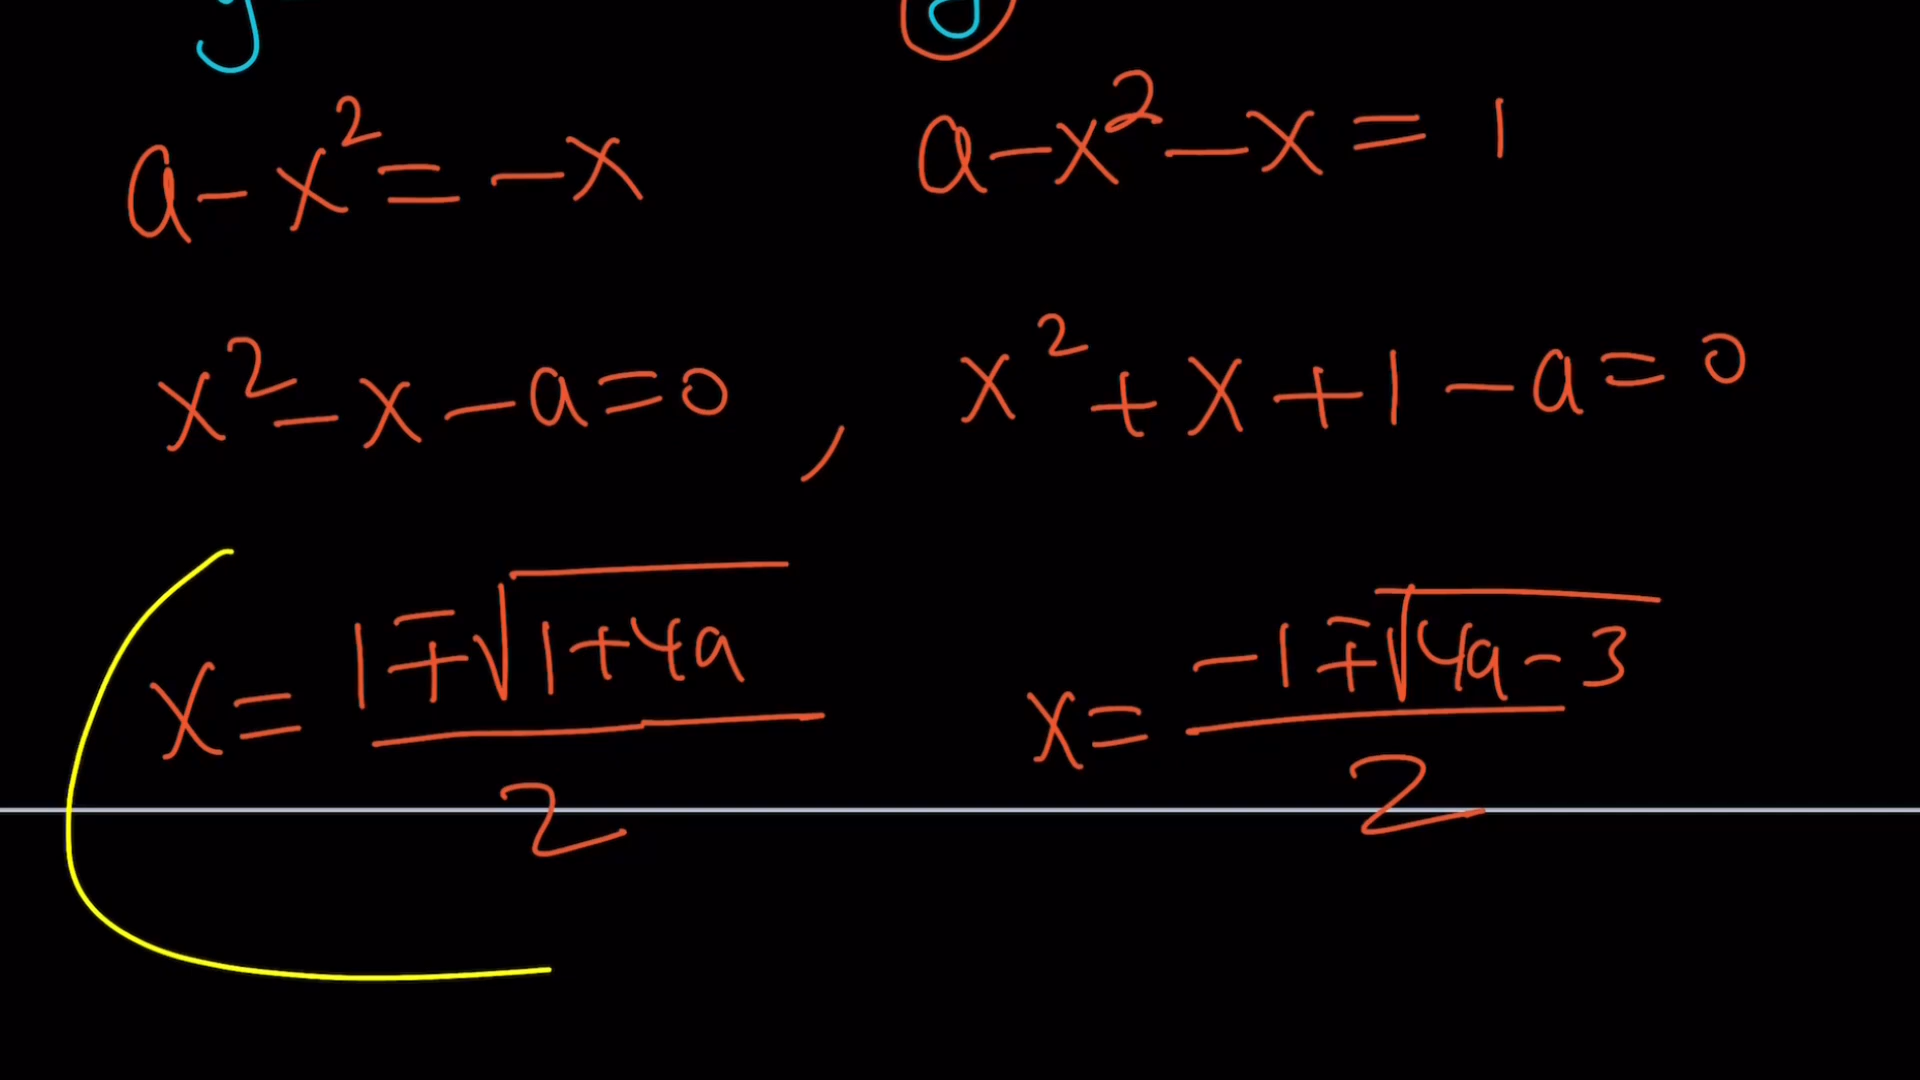 y
y
a - x² = -x
a - x² - x = 1
x² - x - a = 0 , x² + x + 1 - a = 0
x = (1 ∓ √(1+4a)) / 2
x = (-1 ∓ √(4a-3)) / 2